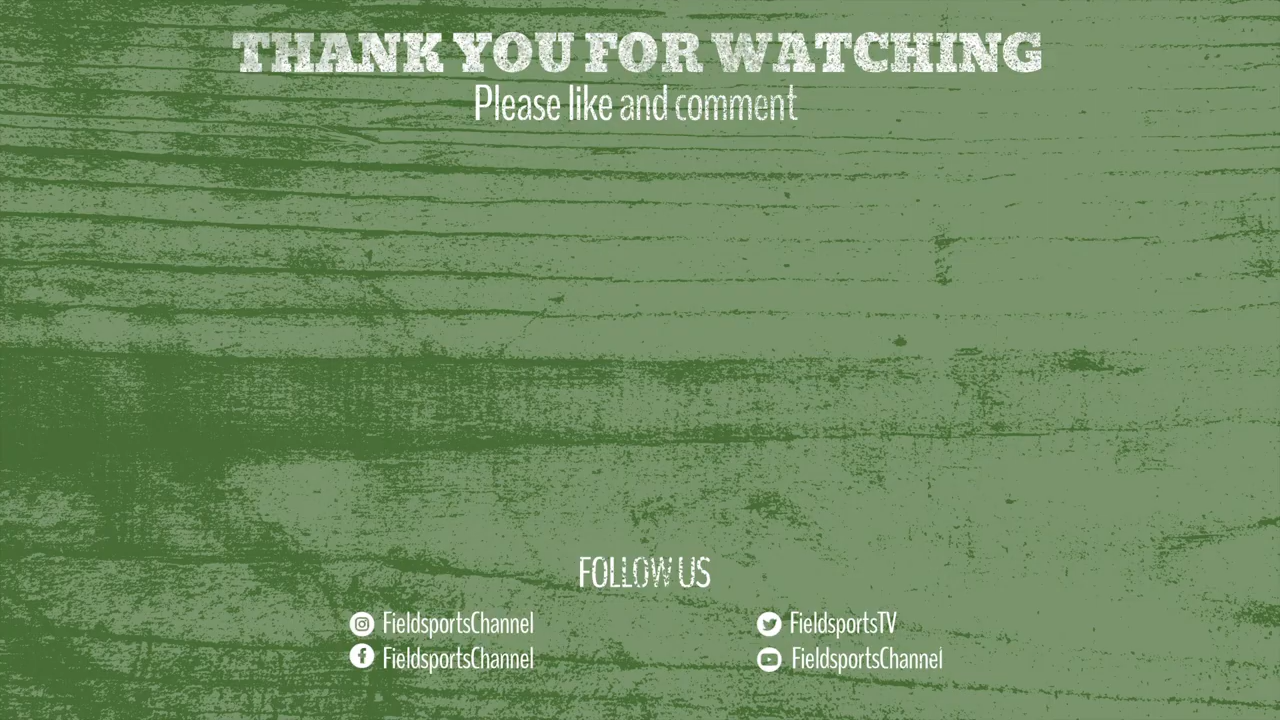 THANK YOU FOR WATCHING
Please like and comment
FOLLOW US
FieldsportsChannel
FieldsportsTV
FieldsportsChannel
FieldsportsChannel